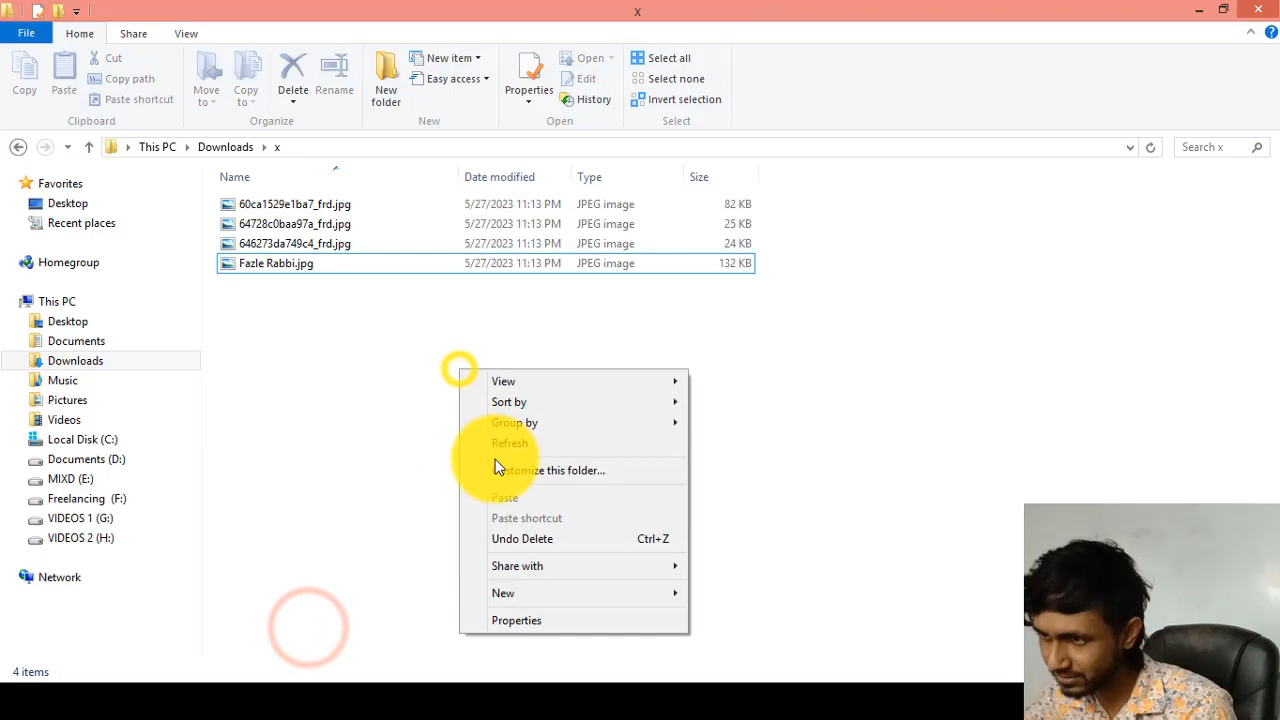 x
File
Home
Share
View
Copy
Paste
Cut
Copy path
Paste shortcut
Clipboard
Move to
Copy to
Delete
Rename
Organize
New folder
New item
Easy access
New
Properties
Open
Edit
History
Open
Select all
Select none
Invert selection
Select
This PC
Downloads
x
Search x
Favorites
Desktop
Recent places
Homegroup
This PC
Desktop
Documents
Downloads
Music
Pictures
Videos
Local Disk (C:)
Documents (D:)
MIXD (E:)
Freelancing (F:)
VIDEOS 1 (G:)
VIDEOS 2 (H:)
Network
Name Date modified Type Size
60ca1529e1ba7_frd.jpg 5/27/2023 11:13 PM JPEG image 82 KB
64728c0baa97a_frd.jpg 5/27/2023 11:13 PM JPEG image 25 KB
646273da749c4_frd.jpg 5/27/2023 11:13 PM JPEG image 24 KB
Fazle Rabbi.jpg 5/27/2023 11:13 PM JPEG image 132 KB
View
Sort by
Group by
Refresh
Customize this folder...
Paste
Paste shortcut
Undo Delete Ctrl+Z
Share with
New
Properties
4 items